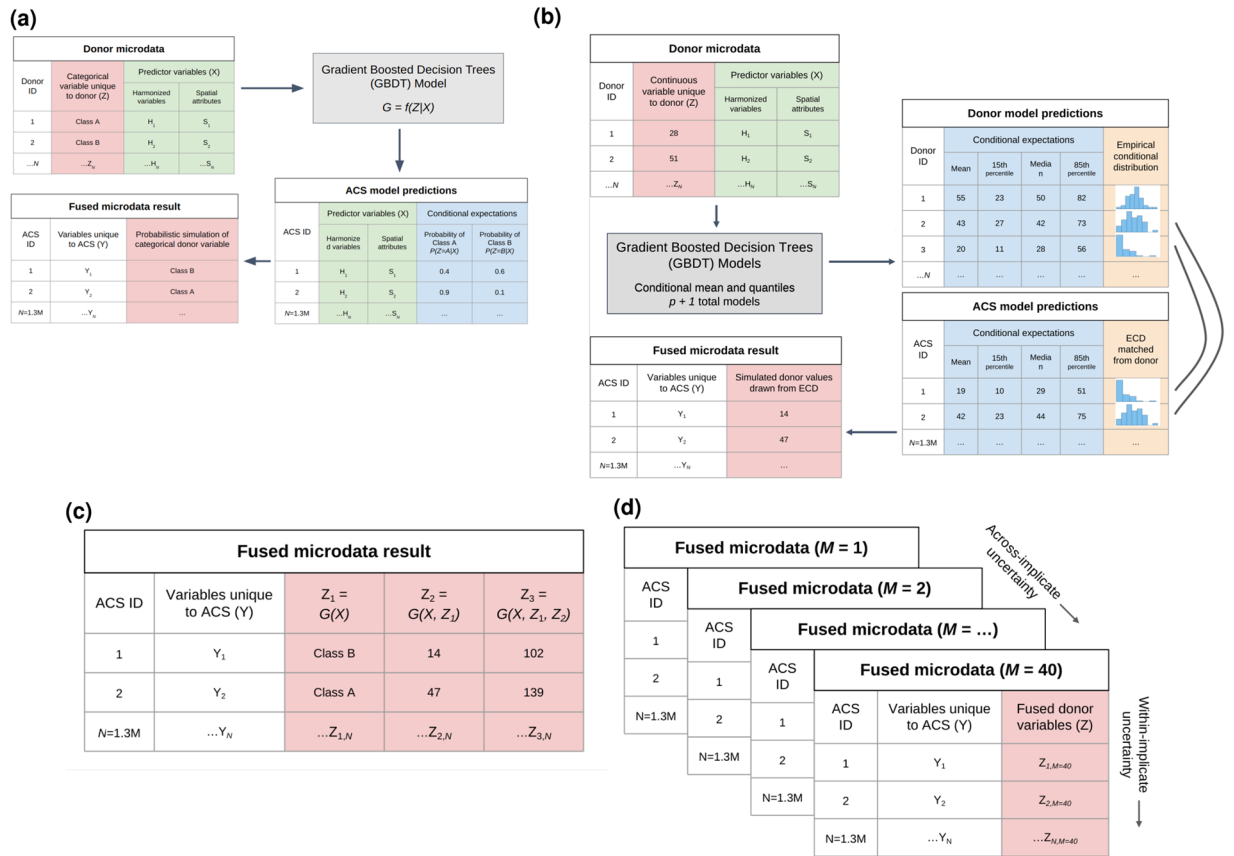 (a)
Donor microdata
Donor ID
Categorical variable unique to donor (Z)
Predictor variables (X)
Harmonized variables
Spatial attributes
1 Class A H1 S1
2 Class B H2 S2
…N …ZN …HN …SN
Gradient Boosted Decision Trees
(GBDT) Model
G = f(Z|X)
ACS model predictions
ACS ID
Predictor variables (X)
Conditional expectations
Harmonize
d variables
Spatial
attributes
Probability of
Class A
P(Z=A|X)
Probability of
Class B
P(Z=B|X)
1 H1 S1 0.4 0.6
2 H2 S2 0.9 0.1
N=1.3M …HN …SN … …
Fused microdata result
ACS
ID
Variables unique
to ACS (Y)
Probabilistic simulation of
categorical donor variable
1 Y1 Class B
2 Y2 Class A
N=1.3M …YN …
(b)
Donor microdata
Donor
ID
Continuous
variable unique
to donor (Z)
Predictor variables (X)
Harmonized
variables
Spatial
attributes
1 28 H1 S1
2 51 H2 S2
…N …ZN …HN …SN
Gradient Boosted Decision Trees
(GBDT) Models
Conditional mean and quantiles
p + 1 total models
Donor model predictions
Donor
ID
Conditional expectations
Empirical
conditional
distribution
Mean
15th
percentile
Media
n
85th
percentile
1 55 23 50 82
2 43 27 42 73
3 20 11 28 56
…N … … … … …
ACS model predictions
ACS
ID
Conditional expectations
ECD
matched
from donor
Mean
15th
percentile
Media
n
85th
percentile
1 19 10 29 51
2 42 23 44 75
N=1.3M … … … … …
Fused microdata result
ACS ID
Variables unique
to ACS (Y)
Simulated donor values
drawn from ECD
1 Y1 14
2 Y2 47
N=1.3M …YN …
(c)
Fused microdata result
ACS ID
Variables unique
to ACS (Y)
Z1 =
G(X)
Z2 =
G(X, Z1)
Z3 =
G(X, Z1, Z2)
1 Y1 Class B 14 102
2 Y2 Class A 47 139
N=1.3M …YN …Z1,N …Z2,N …Z3,N
(d)
Fused microdata (M = 1)
ACS
ID
1
2
N=1.3M
Fused microdata (M = 2)
ACS
ID
1
2
N=1.3M
Fused microdata (M = …)
ACS
ID
1
2
N=1.3M
Fused microdata (M = 40)
ACS
ID
Variables unique
to ACS (Y)
Fused donor
variables (Z)
1 Y1 Z1,M=40
2 Y2 Z2,M=40
N=1.3M …YN …ZN,M=40
Across-implicate
uncertainty
Within-implicate
uncertainty